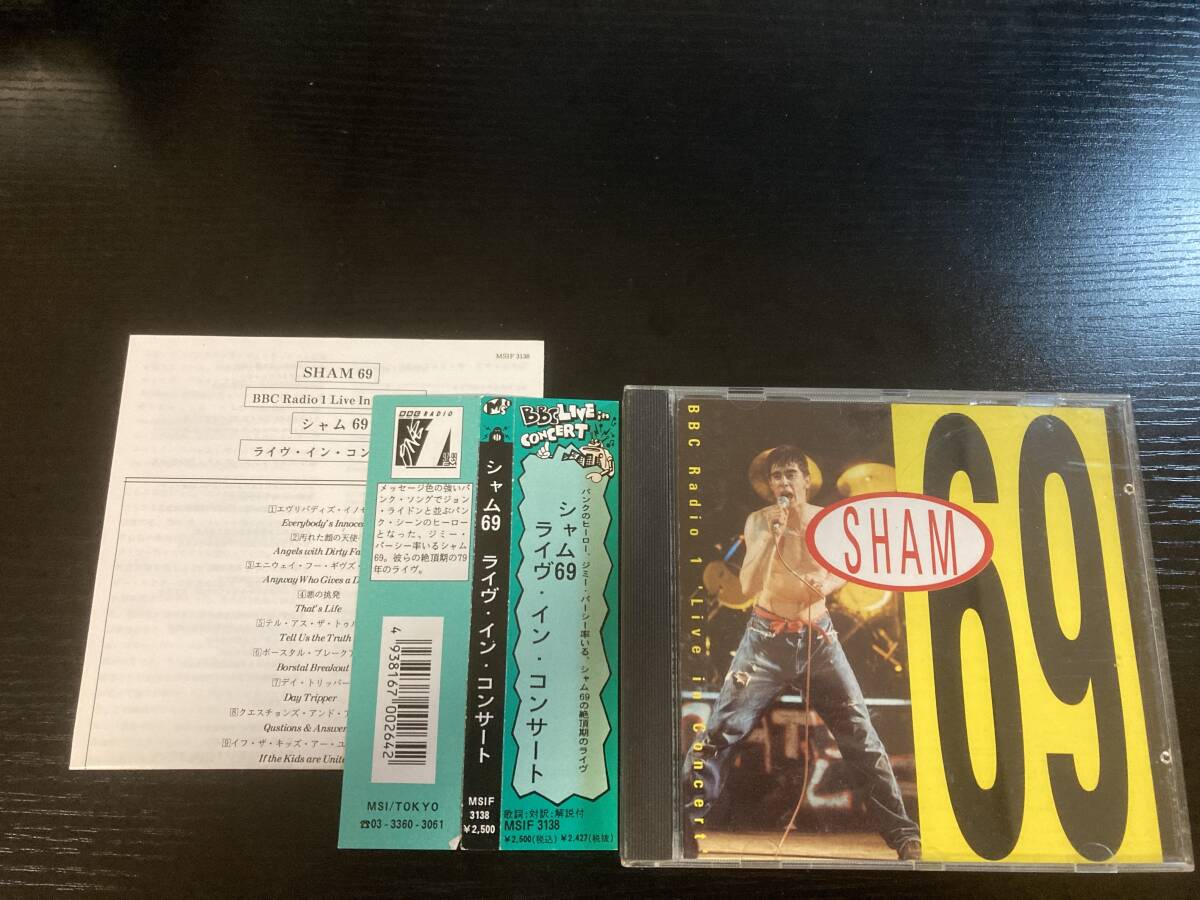 MSIF 3138
SHAM 69
BBC Radio 1 Live In
シャム 69
ライヴ・イン・コン
1エヴリバディズ・イノセ
Everybody's Innoce
2汚れた顔の天使
Angels with Dirty Fa
3エニウェイ・フー・ギヴズ・
Anyway Who Gives a D
4悪の挑発
That's Life
5テル・アス・ザ・トゥル
Tell Us the Truth
6ボースタル・ブレークア
Borstal Breakout
7デイ・トリッパー
Day Tripper
8クエスチョンズ・アンド・ア
Qustions & Answer
9イフ・ザ・キッズ・アー・ユ
If the Kids are Unite
BBC RADIO
ONE
FM
メッセージ色の強いパ
ンク・ソングでジョン
・ライドンと並ぶパン
ク・シーンのヒーロー
となった、ジミー・
パーシー率いるシャム
69。彼らの絶頂期の79
年のライヴ。
4 938167 002642
MSI/TOKYO
☎03-3360-3061
シャム69 ライヴ・イン・コンサート
MSIF
3138
¥2,500
BBC LIVE in
CONCERT
パンクのヒーロー、ジミー・パーシー率いる、シャム69の絶頂期のライヴ
シャム69
ライヴ・イン・コンサート
歌詞・対訳・解説付
MSIF 3138
¥2,500(税込) ¥2,427(税抜)
BBC Radio 1 'Live in Concert'
SHAM
69